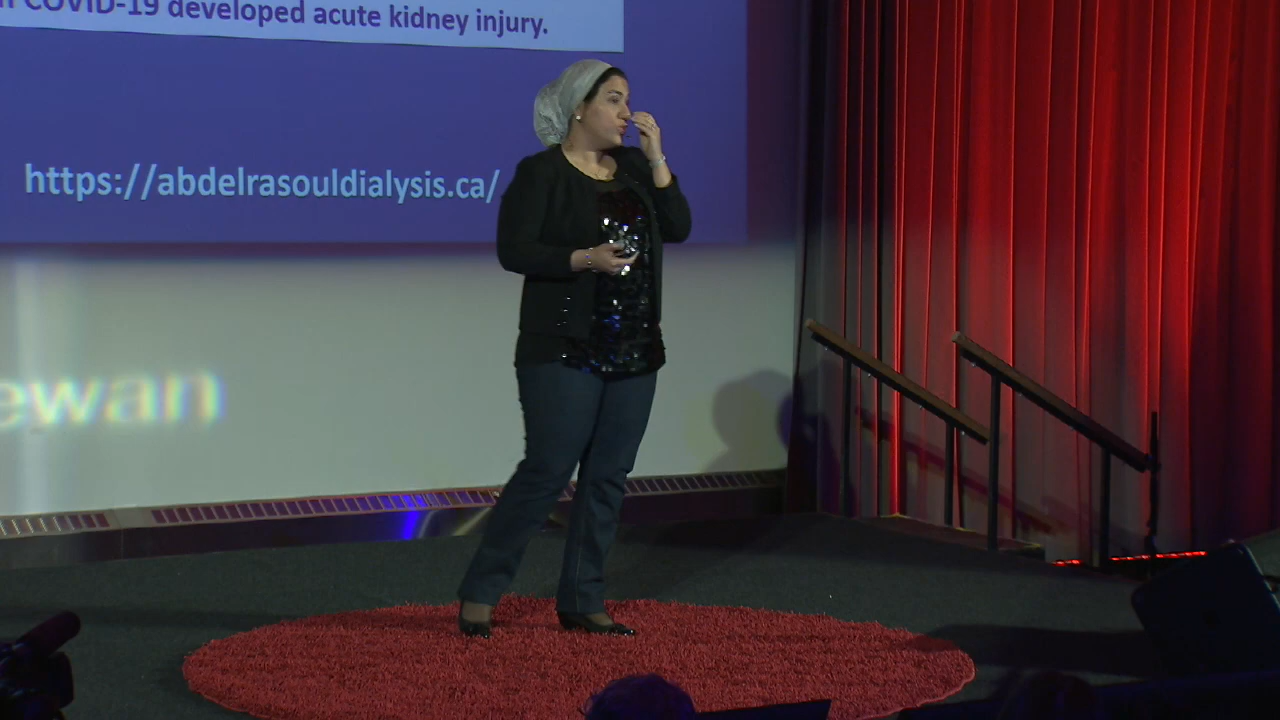 COVID-19 developed acute kidney injury.
https://abdelrasouldialysis.ca/
ewan